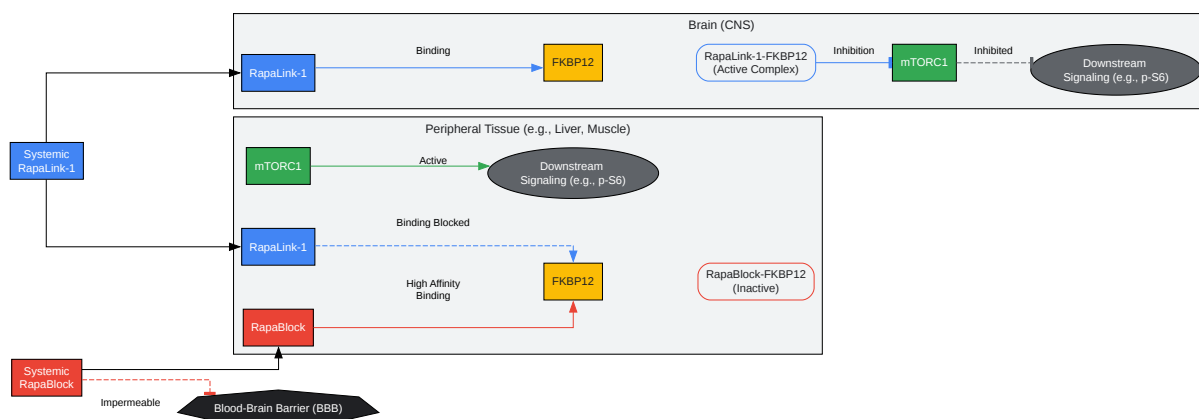 Brain (CNS)
RapaLink-1
Binding
FKBP12
RapaLink-1-FKBP12
(Active Complex)
Inhibition
mTORC1
Inhibited
Downstream
Signaling (e.g., p-S6)
Systemic
RapaLink-1
Peripheral Tissue (e.g., Liver, Muscle)
mTORC1
Active
Downstream
Signaling (e.g., p-S6)
RapaLink-1
Binding Blocked
High Affinity
Binding
FKBP12
RapaBlock-FKBP12
(Inactive)
RapaBlock
Systemic
RapaBlock
Impermeable
Blood-Brain Barrier (BBB)